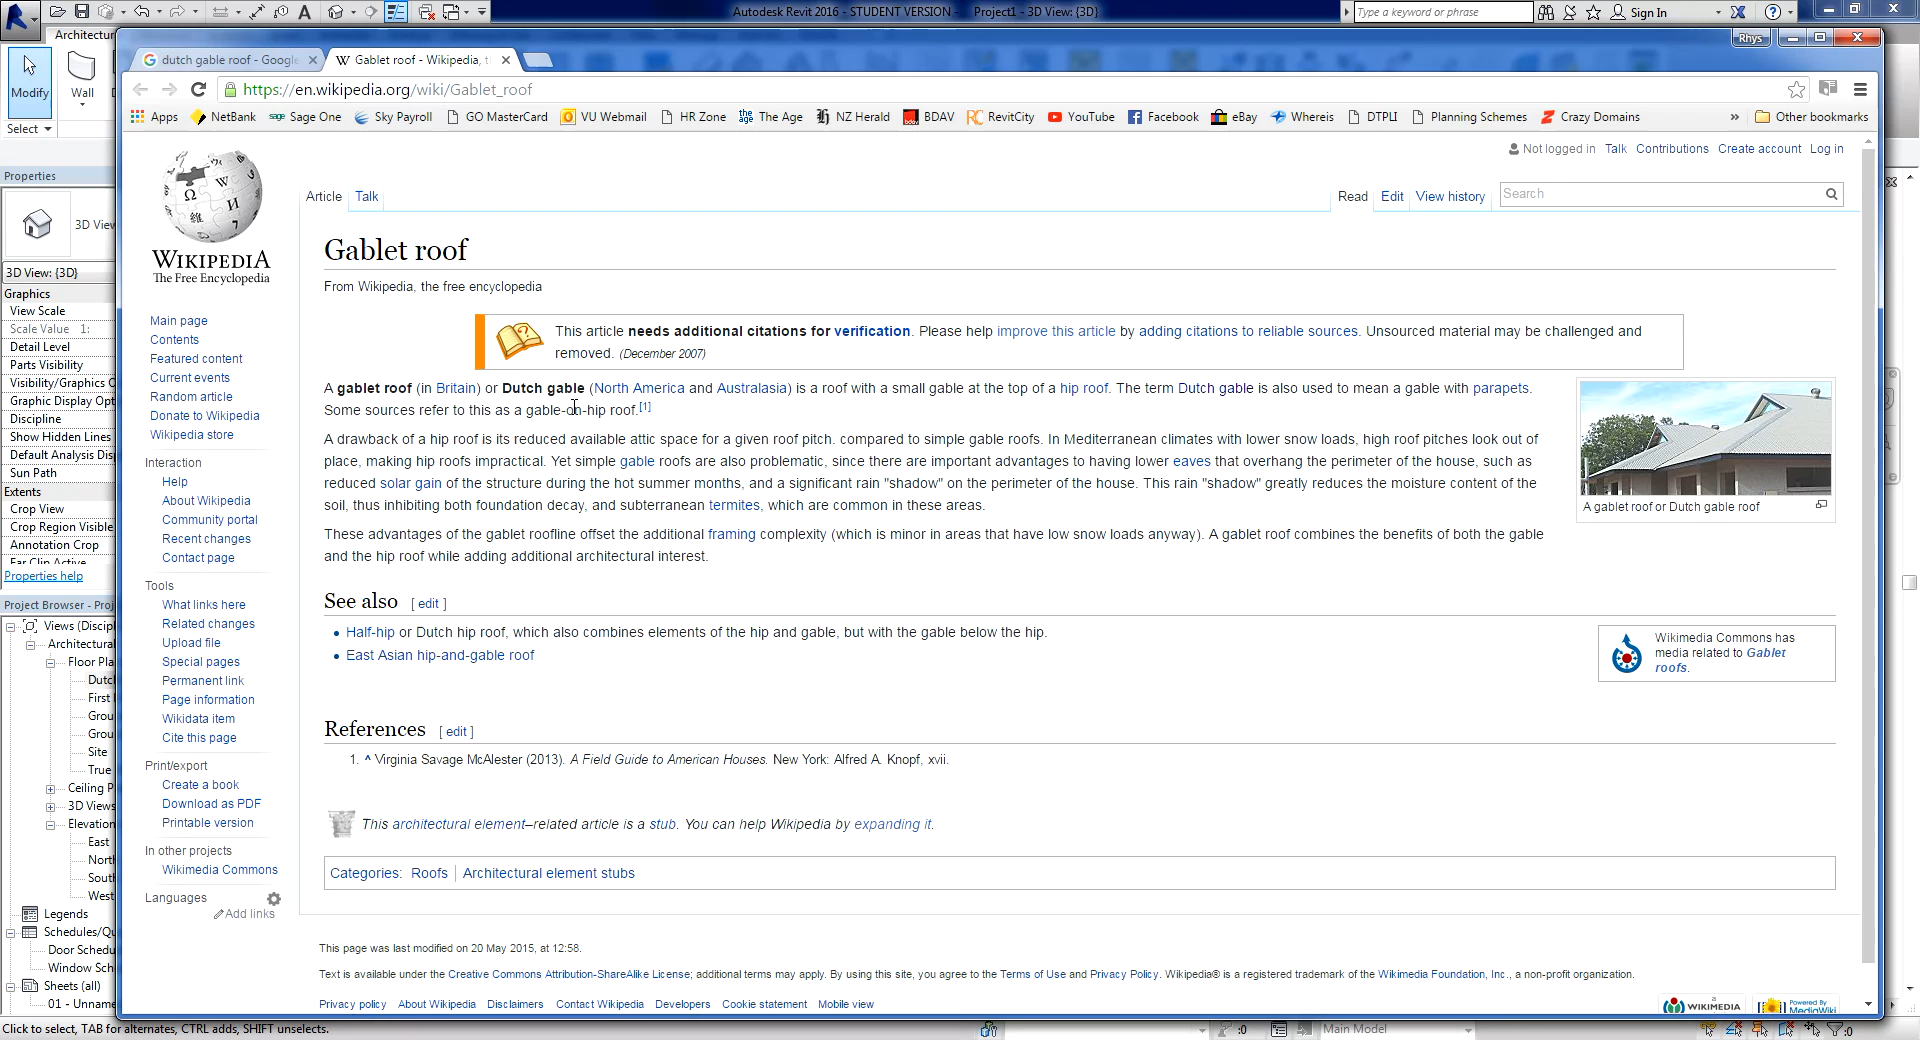 Autodesk Revit 2016 - STUDENT VERSION - Project1 - 3D View: {3D}
Type a keyword or phrase
Sign In
Architectur
Rhys
dutch gable roof - Google
Gablet roof - Wikipedia, t
Modify
Wall
Select
https://en.wikipedia.org/wiki/Gablet_roof
Apps NetBank Sage One Sky Payroll GO MasterCard VU Webmail HR Zone The Age NZ Herald BDAV RevitCity YouTube Facebook eBay Whereis DTPLI Planning Schemes Crazy Domains » Other bookmarks
Properties
3D View
3D View: {3D}
Graphics
View Scale
Scale Value 1:
Detail Level
Parts Visibility
Visibility/Graphics O
Graphic Display Opt
Discipline
Show Hidden Lines
Default Analysis Dis
Sun Path
Extents
Crop View
Crop Region Visible
Annotation Crop
Far Clip Active
Properties help
Project Browser - Proj
Views (Discipl
Architectural
Floor Pla
Dutc
First
Grou
Grou
Site
True
Ceiling P
3D Views
Elevation
East
North
South
West
Legends
Schedules/Qu
Door Schedu
Window Sch
Sheets (all)
01 - Unname
WIKIPEDIA
The Free Encyclopedia
Main page
Contents
Featured content
Current events
Random article
Donate to Wikipedia
Wikipedia store
Interaction
Help
About Wikipedia
Community portal
Recent changes
Contact page
Tools
What links here
Related changes
Upload file
Special pages
Permanent link
Page information
Wikidata item
Cite this page
Print/export
Create a book
Download as PDF
Printable version
In other projects
Wikimedia Commons
Languages
Add links
Not logged in Talk Contributions Create account Log in
Article Talk
Read Edit View history
Search
Gablet roof
From Wikipedia, the free encyclopedia
This article needs additional citations for verification. Please help improve this article by adding citations to reliable sources. Unsourced material may be challenged and
removed. (December 2007)
A gablet roof (in Britain) or Dutch gable (North America and Australasia) is a roof with a small gable at the top of a hip roof. The term Dutch gable is also used to mean a gable with parapets.
Some sources refer to this as a gable-on-hip roof.[1]
A drawback of a hip roof is its reduced available attic space for a given roof pitch. compared to simple gable roofs. In Mediterranean climates with lower snow loads, high roof pitches look out of
place, making hip roofs impractical. Yet simple gable roofs are also problematic, since there are important advantages to having lower eaves that overhang the perimeter of the house, such as
reduced solar gain of the structure during the hot summer months, and a significant rain "shadow" on the perimeter of the house. This rain "shadow" greatly reduces the moisture content of the
soil, thus inhibiting both foundation decay, and subterranean termites, which are common in these areas.
These advantages of the gablet roofline offset the additional framing complexity (which is minor in areas that have low snow loads anyway). A gablet roof combines the benefits of both the gable
and the hip roof while adding additional architectural interest.
A gablet roof or Dutch gable roof
See also [ edit ]
Half-hip or Dutch hip roof, which also combines elements of the hip and gable, but with the gable below the hip.
East Asian hip-and-gable roof
Wikimedia Commons has
media related to Gablet
roofs.
References [ edit ]
1. ^ Virginia Savage McAlester (2013). A Field Guide to American Houses. New York: Alfred A. Knopf, xvii.
This architectural element–related article is a stub. You can help Wikipedia by expanding it.
Categories: Roofs | Architectural element stubs
This page was last modified on 20 May 2015, at 12:58.
Text is available under the Creative Commons Attribution-ShareAlike License; additional terms may apply. By using this site, you agree to the Terms of Use and Privacy Policy. Wikipedia® is a registered trademark of the Wikimedia Foundation, Inc., a non-profit organization.
Privacy policy About Wikipedia Disclaimers Contact Wikipedia Developers Cookie statement Mobile view
a WIKIMEDIA
Powered By
MediaWiki
Click to select, TAB for alternates, CTRL adds, SHIFT unselects.
:0
Main Model
:0